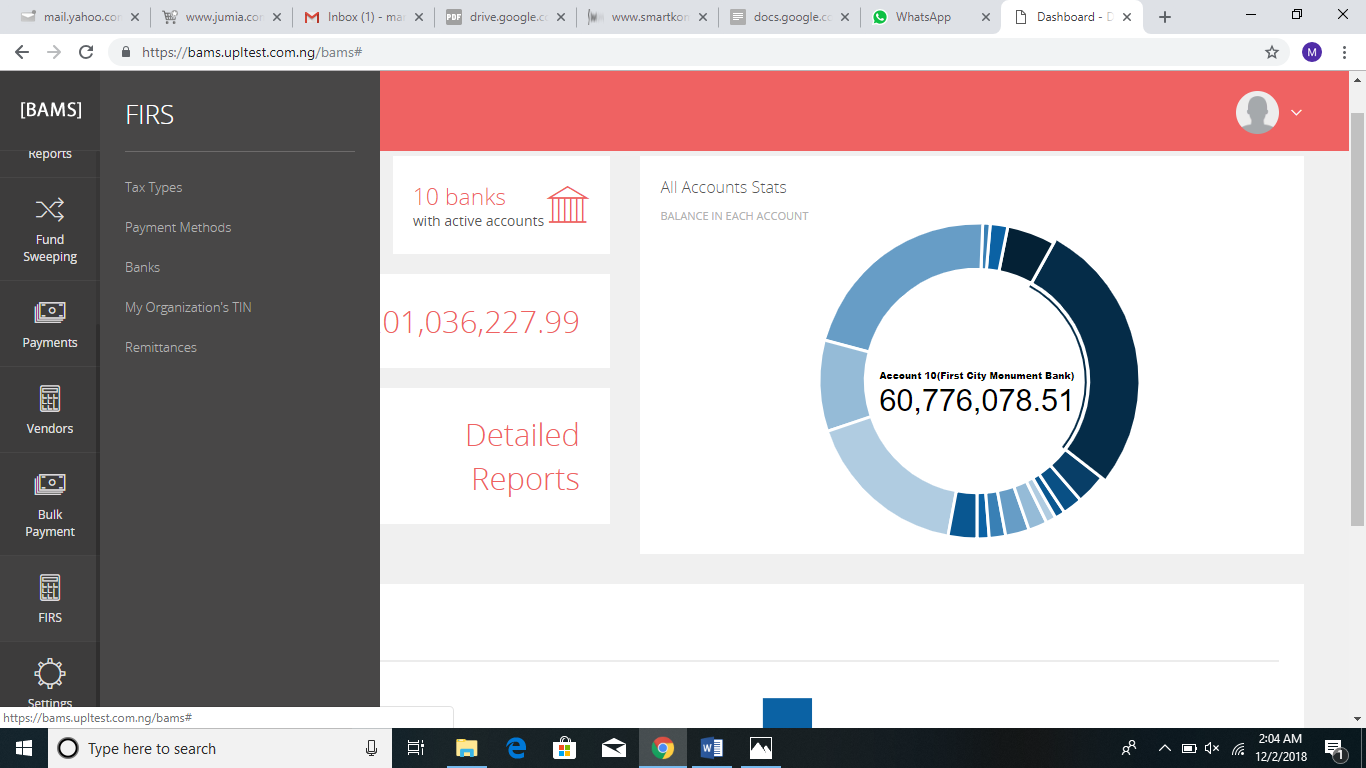 mail.yahoo.com
www.jumia.co
Inbox (1) - ma
PDF drive.google.c
www.smartkon
docs.google.co
WhatsApp
Dashboard - D
https://bams.upltest.com.ng/bams#
M
[BAMS]
Reports
Fund
Sweeping
Payments
Vendors
Bulk
Payment
FIRS
Settings
FIRS
Tax Types
Payment Methods
Banks
My Organization's TIN
Remittances
10 banks
with active accounts
01,036,227.99
Detailed
Reports
All Accounts Stats
BALANCE IN EACH ACCOUNT
Account 10(First City Monument Bank)
60,776,078.51
https://bams.upltest.com.ng/bams#
Type here to search
2:04 AM
12/2/2018
1